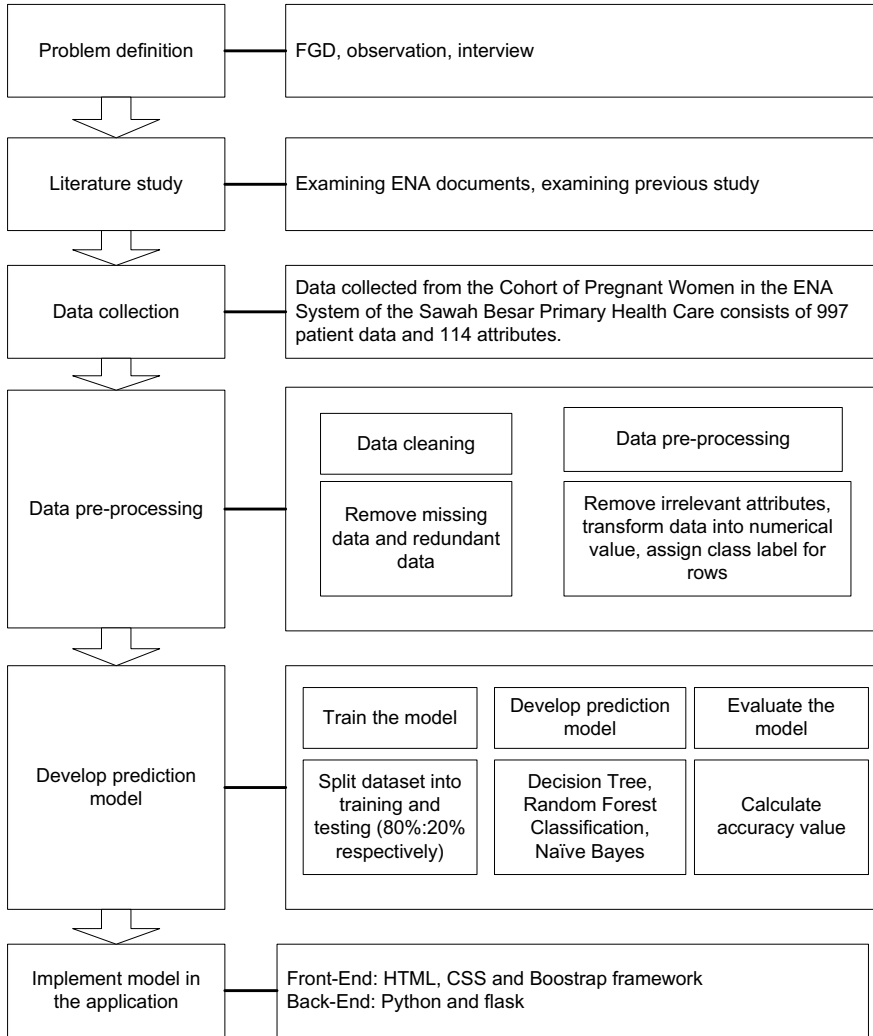 Problem definition
FGD, observation, interview
Literature study
Examining ENA documents, examining previous study
Data collection
Data collected from the Cohort of Pregnant Women in the ENA
System of the Sawah Besar Primary Health Care consists of 997
patient data and 114 attributes.
Data pre-processing
Data cleaning
Remove missing
data and redundant
data
Data pre-processing
Remove irrelevant attributes,
transform data into numerical
value, assign class label for
rows
Develop prediction
model
Train the model
Split dataset into
training and
testing (80%:20%
respectively)
Develop prediction
model
Decision Tree,
Random Forest
Classification,
Naïve Bayes
Evaluate the
model
Calculate
accuracy value
Implement model in
the application
Front-End: HTML, CSS and Boostrap framework
Back-End: Python and flask